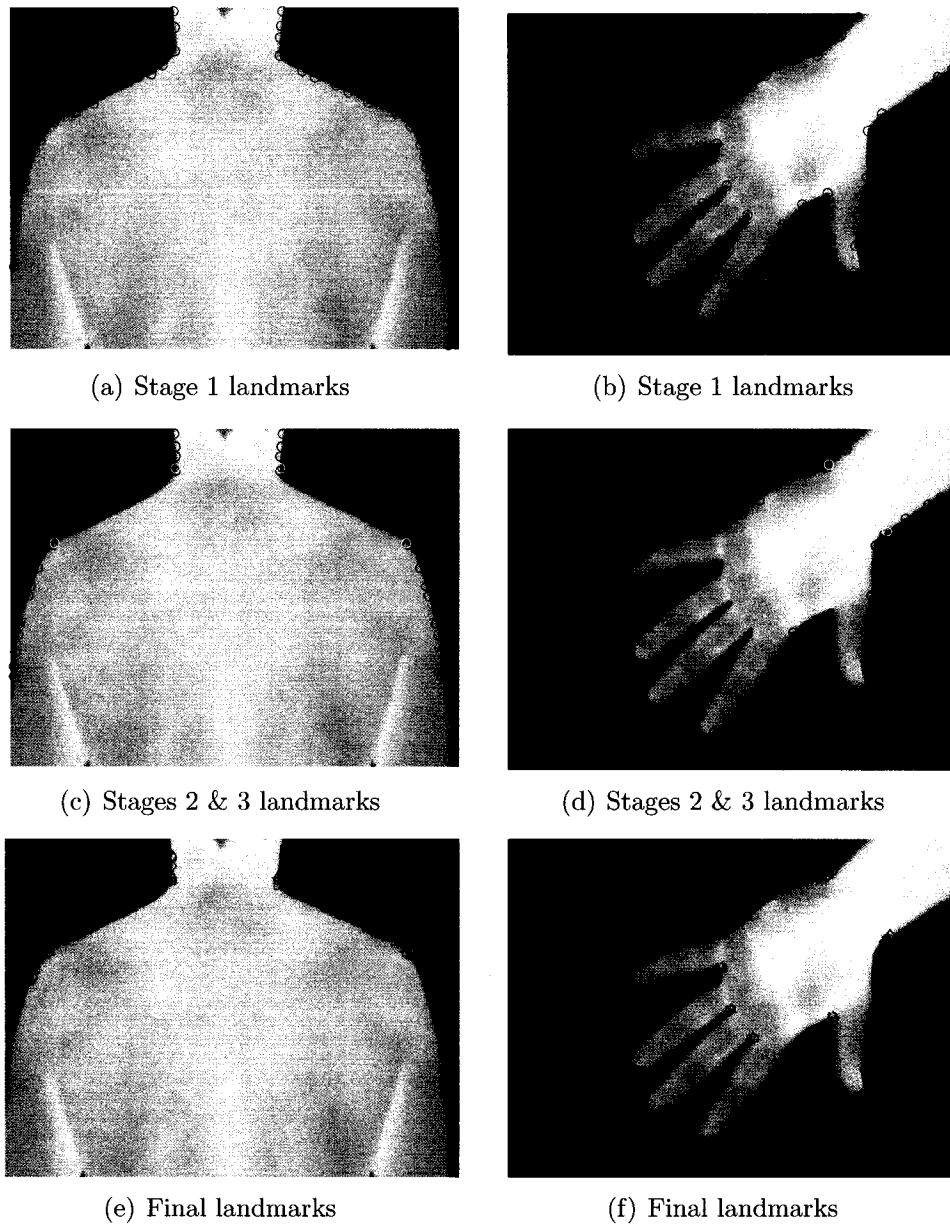 (a) Stage 1 landmarks
(b) Stage 1 landmarks
(c) Stages 2 & 3 landmarks
(d) Stages 2 & 3 landmarks
(e) Final landmarks
(f) Final landmarks